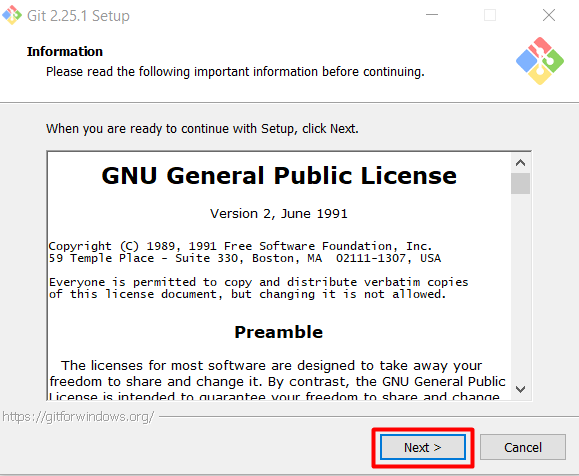 Git 2.25.1 Setup
Information
Please read the following important information before continuing.
When you are ready to continue with Setup, click Next.
GNU General Public License
Version 2, June 1991
Copyright (C) 1989, 1991 Free Software Foundation, Inc.
59 Temple Place - Suite 330, Boston, MA  02111-1307, USA
Everyone is permitted to copy and distribute verbatim copies
of this license document, but changing it is not allowed.
Preamble
The licenses for most software are designed to take away your
freedom to share and change it. By contrast, the GNU General Public
License is intended to guarantee your freedom to share and change
https://gitforwindows.org/
Next >
Cancel